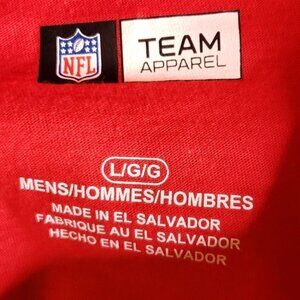 NFL
TEAM
APPAREL
L/G/G
MENS/HOMMES/HOMBRES
MADE IN EL SALVADOR
FABRIQUE AU EL SALVADOR
HECHO EN EL SALVADOR